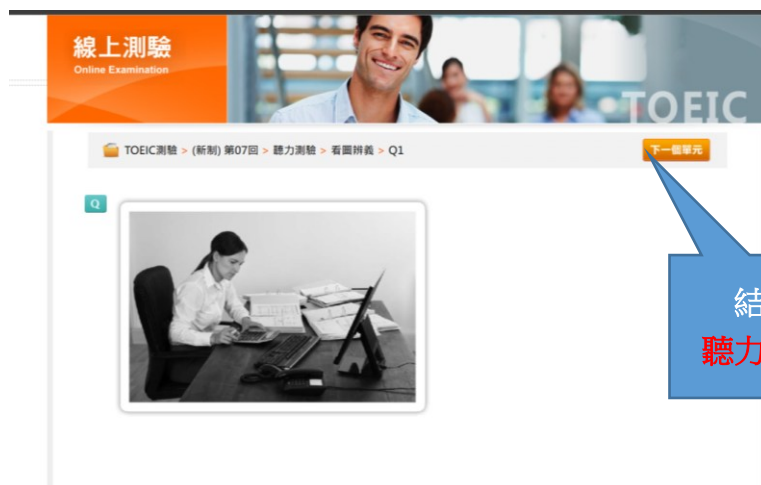 線上測驗
Online Examination
TOEIC
TOEIC測驗 > (新制) 第07回 > 聽力測驗 > 看圖辨義 > Q1
下一個單元
Q
結
聽力